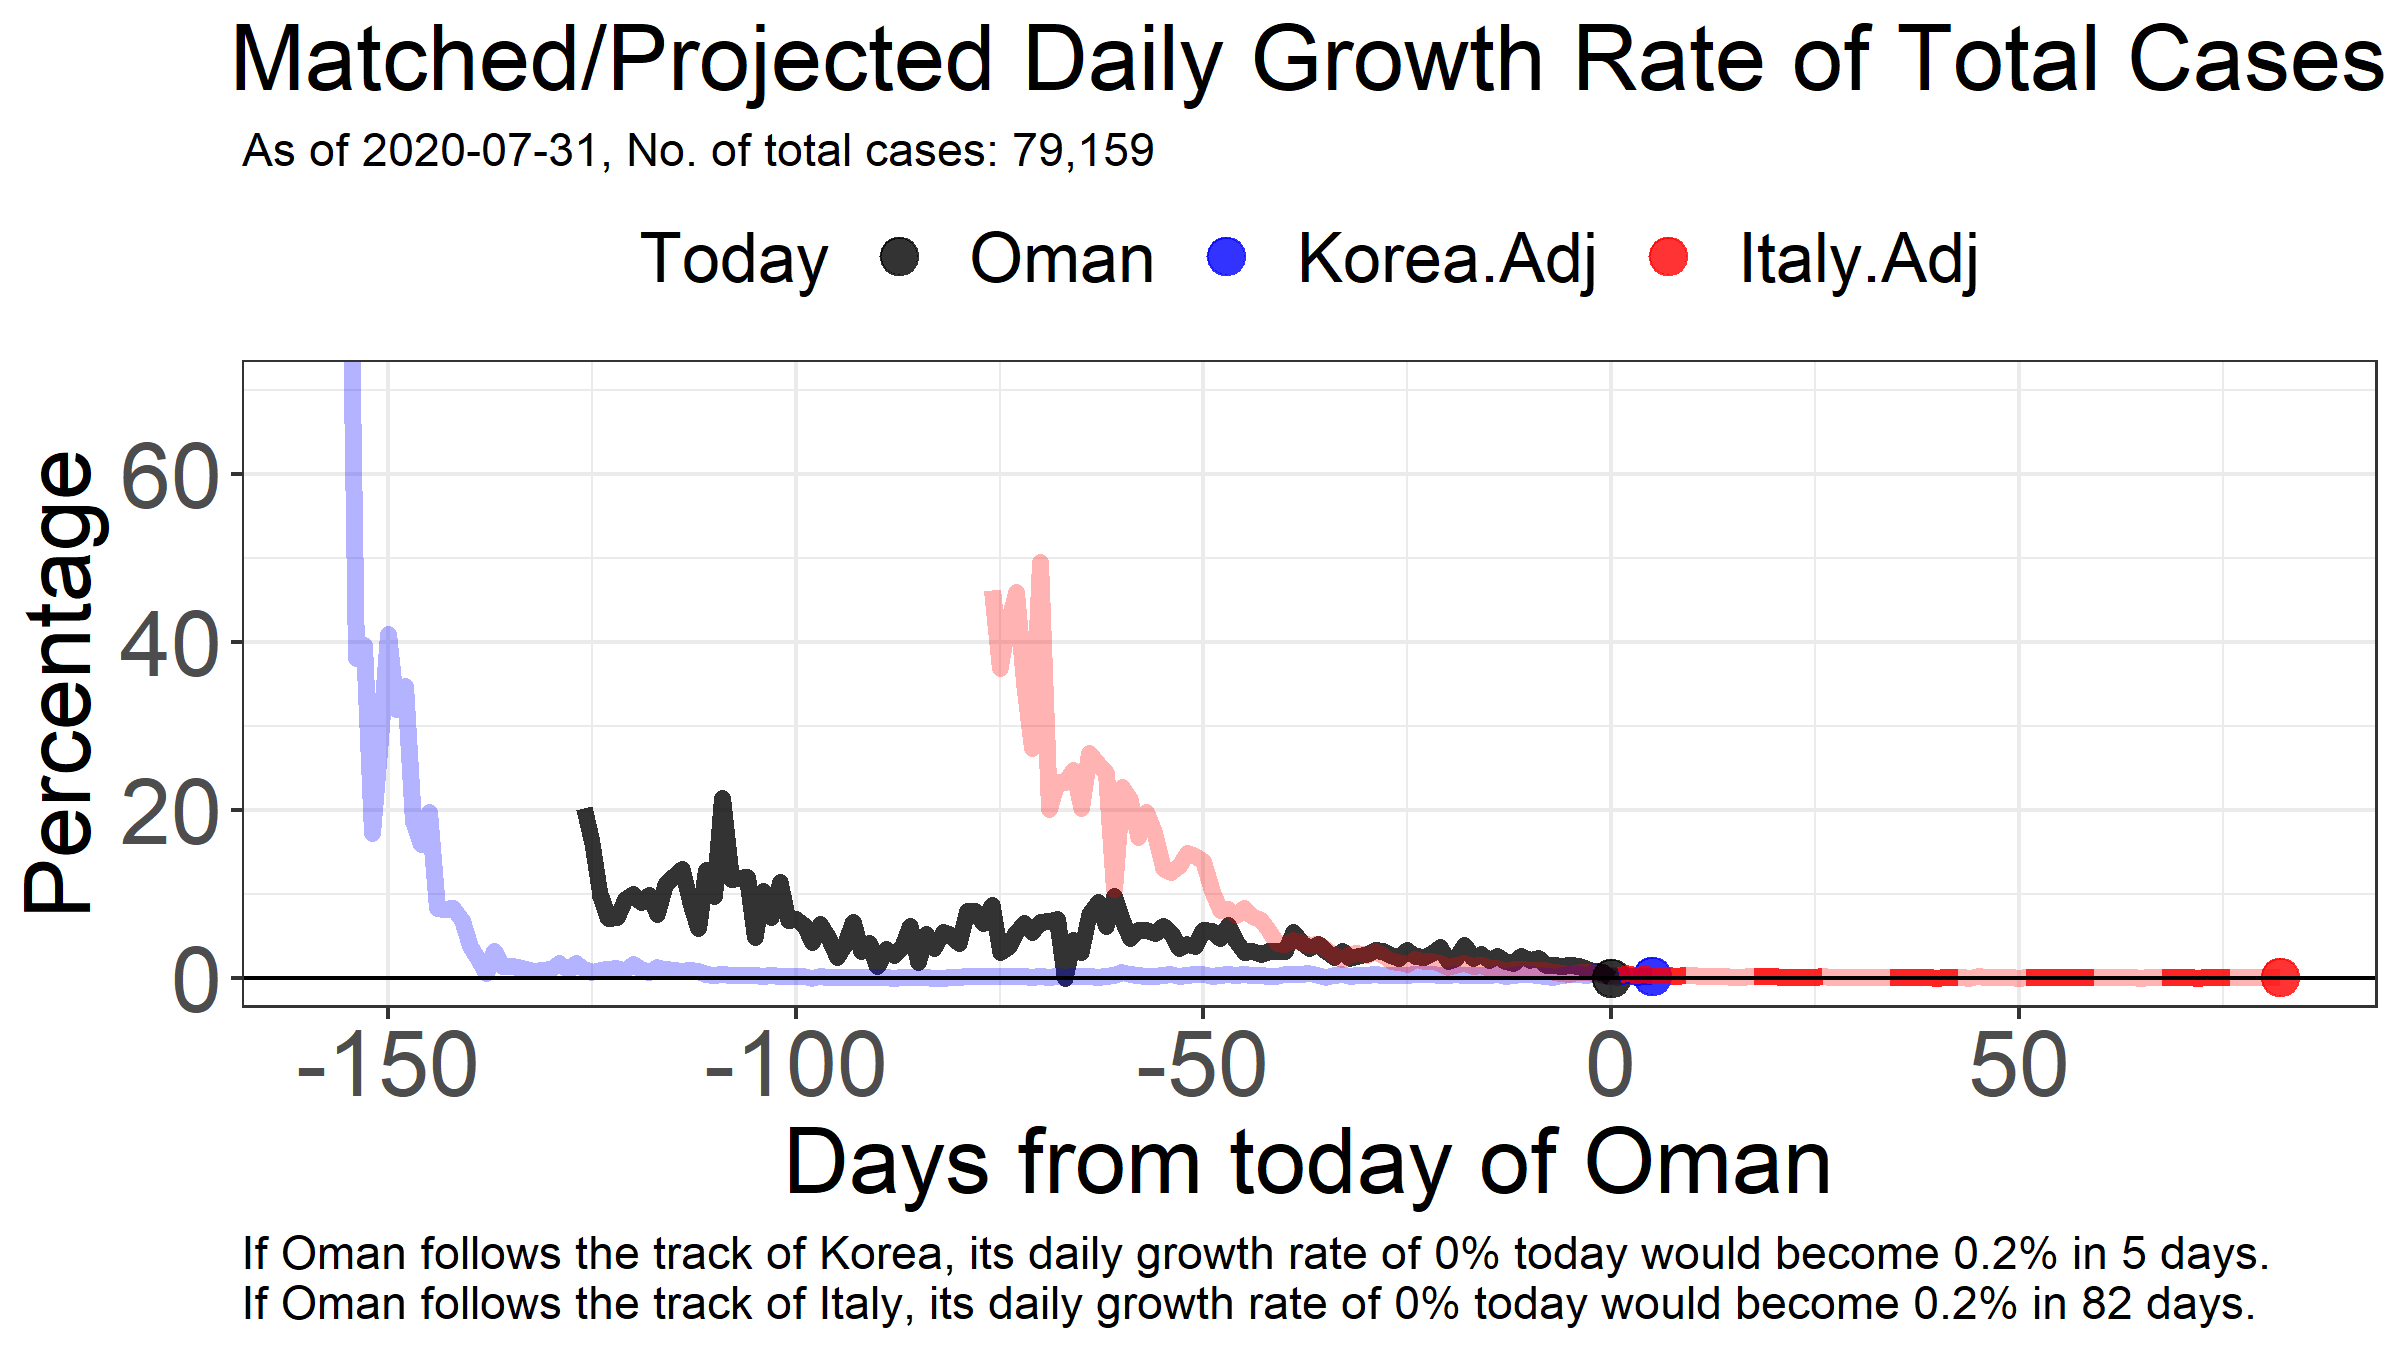 Matched/Projected Daily Growth Rate of Total Cases
As of 2020-07-31, No. of total cases: 79,159
Today Oman Korea.Adj Italy.Adj
Percentage
60
40
20
0
-150 -100 -50 0 50
Days from today of Oman
If Oman follows the track of Korea, its daily growth rate of 0% today would become 0.2% in 5 days.
If Oman follows the track of Italy, its daily growth rate of 0% today would become 0.2% in 82 days.